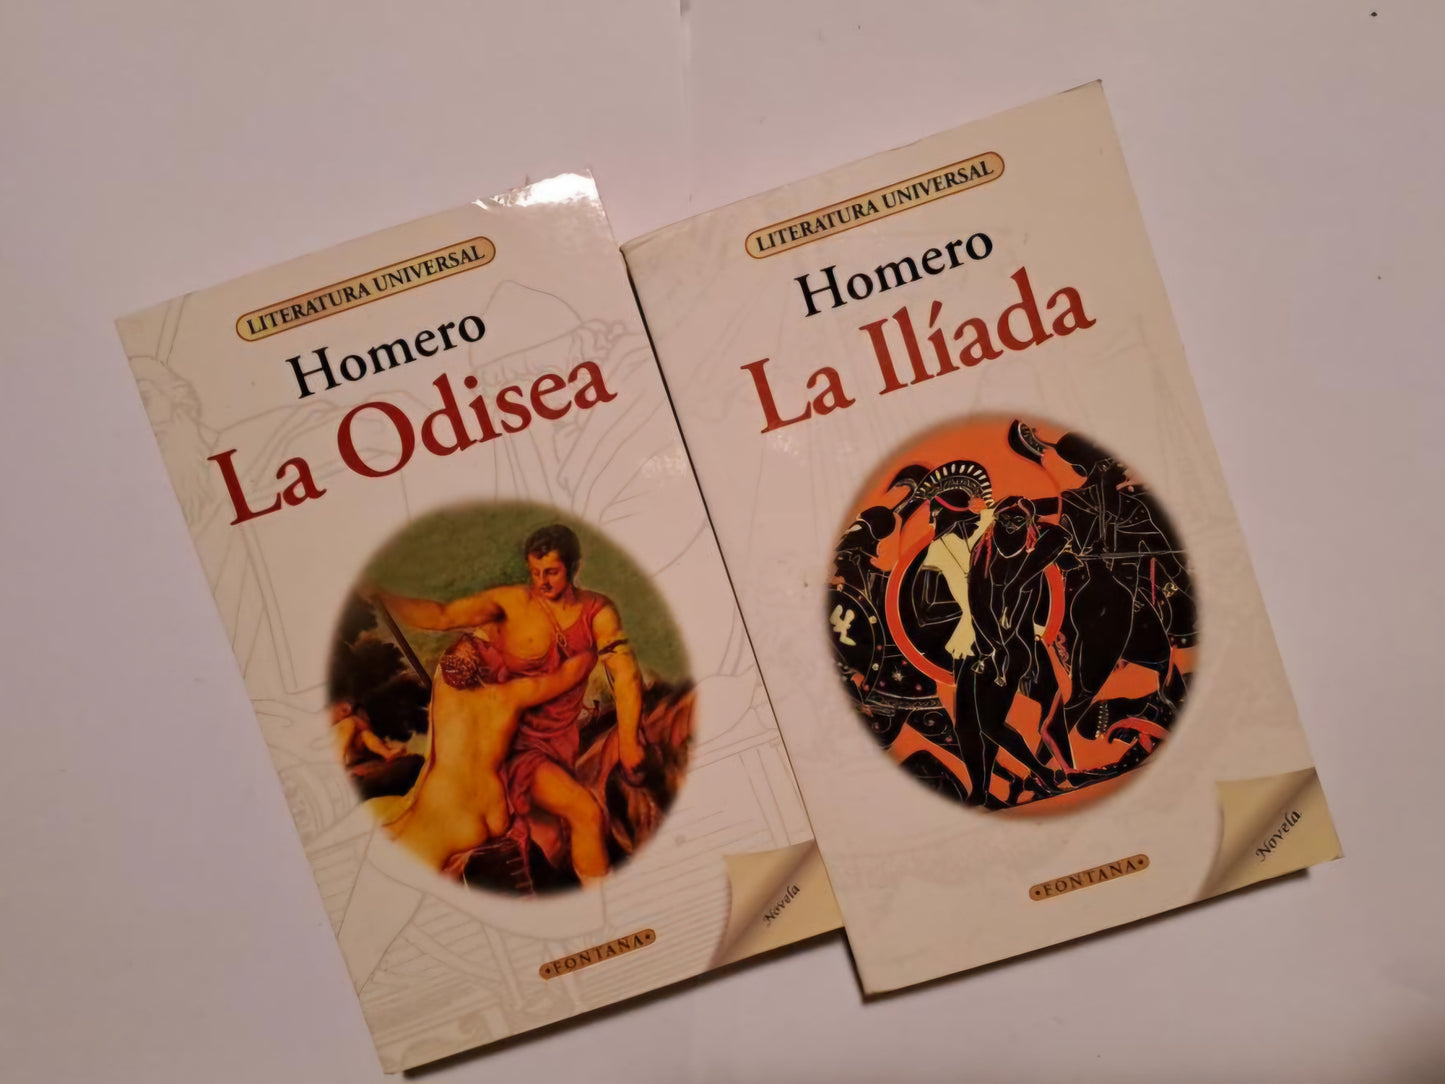 LITERATURA UNIVERSAL
Homero
La Odisea
Novela
•FONTANA•
LITERATURA UNIVERSAL
Homero
La Ilíada
Novela
•FONTANA•